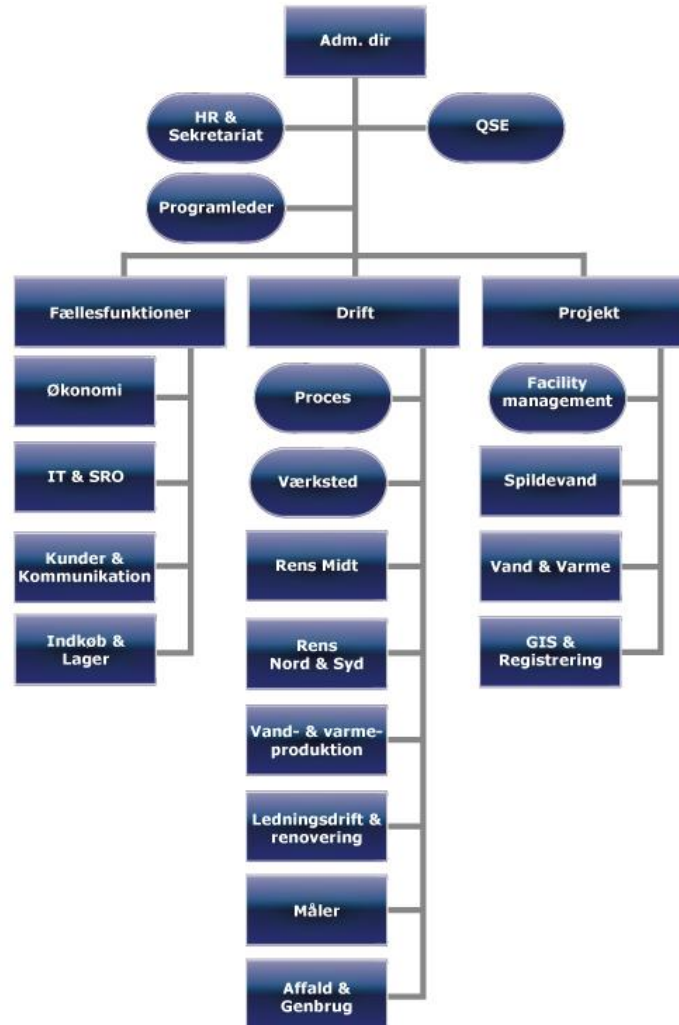 Adm. dir
HR &
Sekretariat
QSE
Programleder
Fællesfunktioner
Økonomi
IT & SRO
Kunder &
Kommunikation
Indkøb &
Lager
Drift
Proces
Værksted
Rens Midt
Rens
Nord & Syd
Vand- & varme-
produktion
Ledningsdrift &
renovering
Måler
Affald &
Genbrug
Projekt
Facility
management
Spildevand
Vand & Varme
GIS &
Registrering